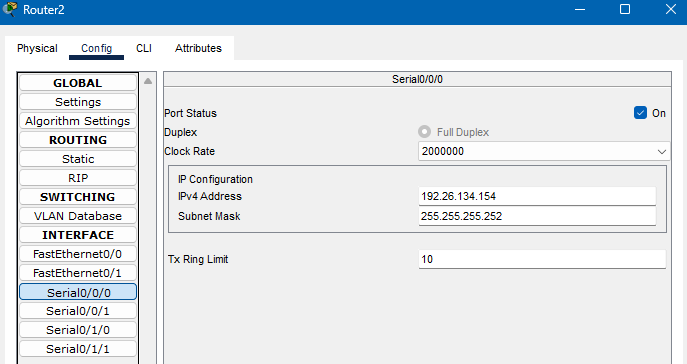 Router2
Physical Config CLI Attributes
GLOBAL
Settings
Algorithm Settings
ROUTING
Static
RIP
SWITCHING
VLAN Database
INTERFACE
FastEthernet0/0
FastEthernet0/1
Serial0/0/0
Serial0/0/1
Serial0/1/0
Serial0/1/1
Serial0/0/0
Port Status On
Duplex Full Duplex
Clock Rate 2000000
IP Configuration
IPv4 Address 192.26.134.154
Subnet Mask 255.255.255.252
Tx Ring Limit 10